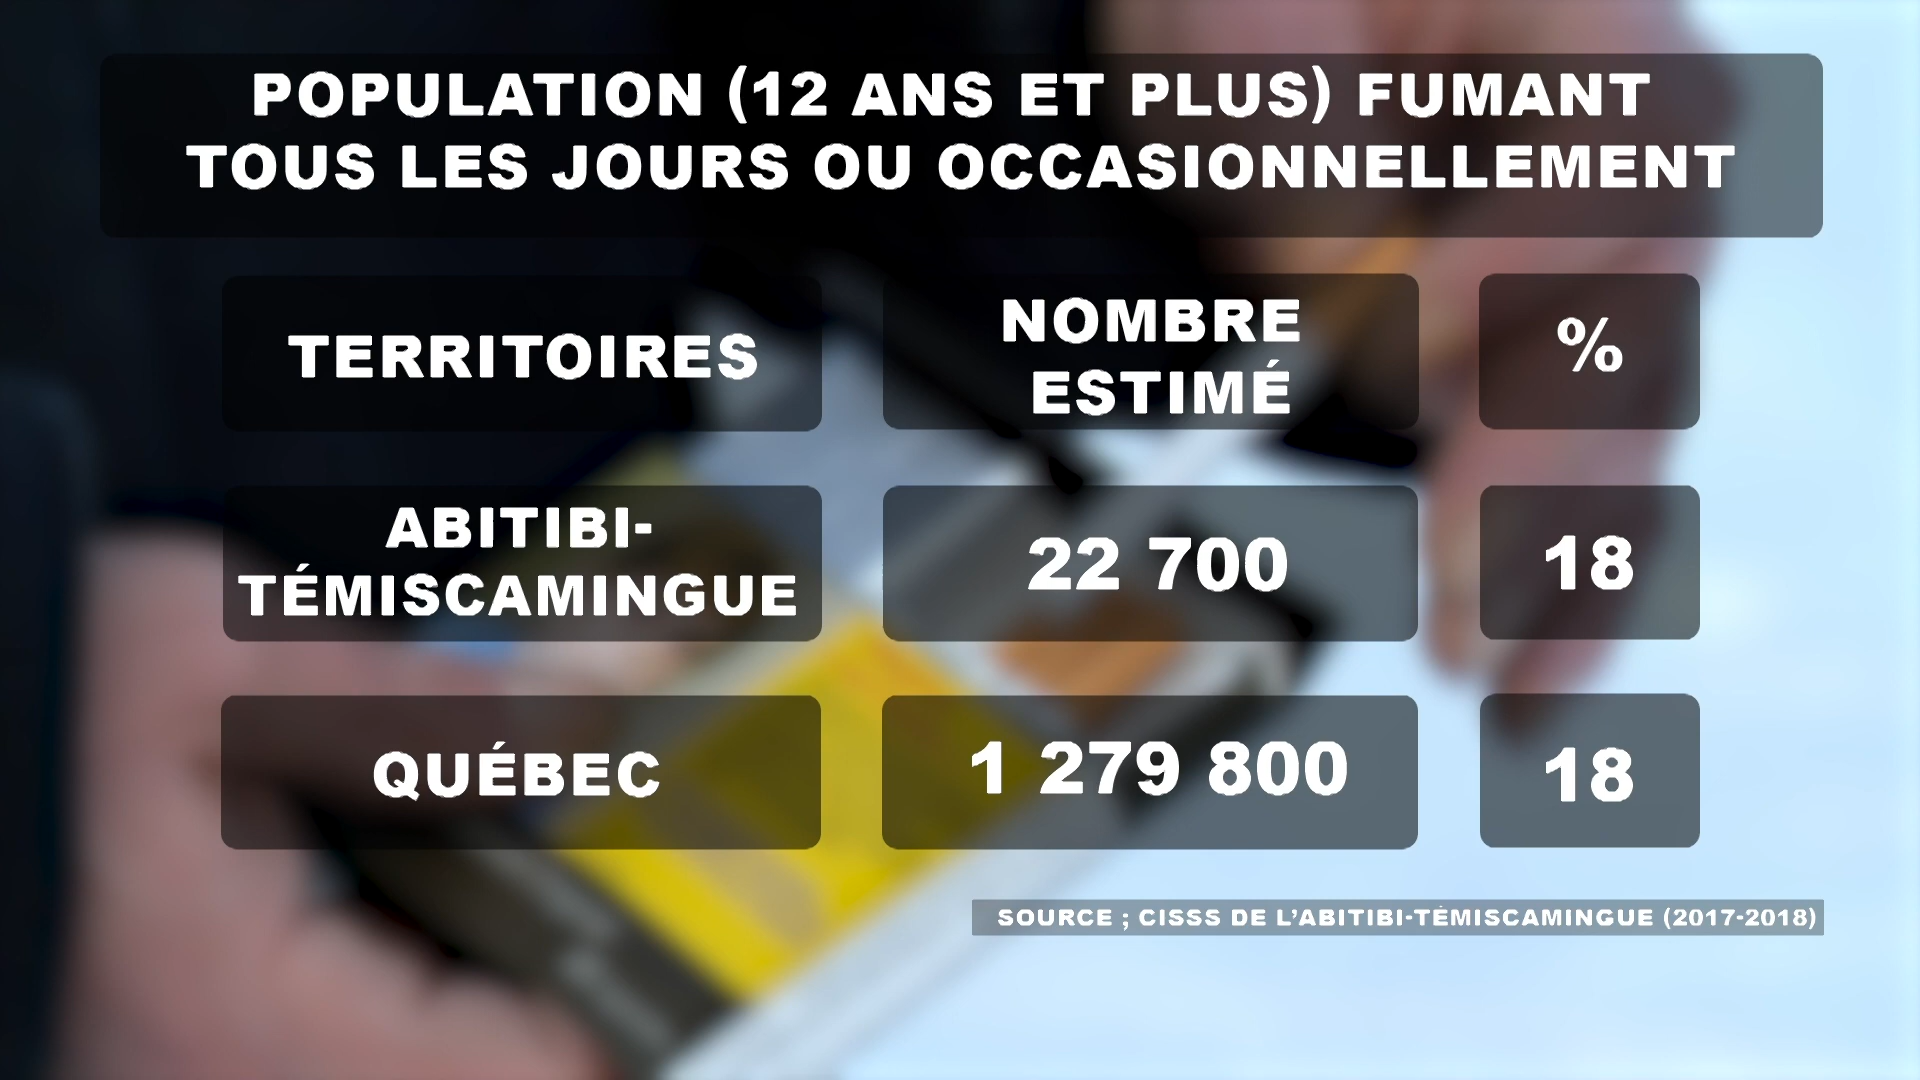 POPULATION (12 ANS ET PLUS) FUMANT
TOUS LES JOURS OU OCCASIONNELLEMENT
TERRITOIRES
NOMBRE
ESTIMÉ
%
ABITIBI-
TÉMISCAMINGUE
22 700
18
QUÉBEC
1 279 800
18
SOURCE ; CISSS DE L'ABITIBI-TÉMISCAMINGUE (2017-2018)